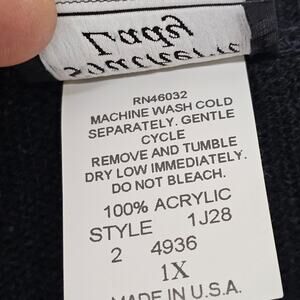 RN46032
MACHINE WASH COLD
SEPARATELY. GENTLE
CYCLE
REMOVE AND TUMBLE
DRY LOW IMMEDIATELY.
DO NOT BLEACH.
100% ACRYLIC
STYLE 1J28
2 4936
1X
MADE IN U.S.A.